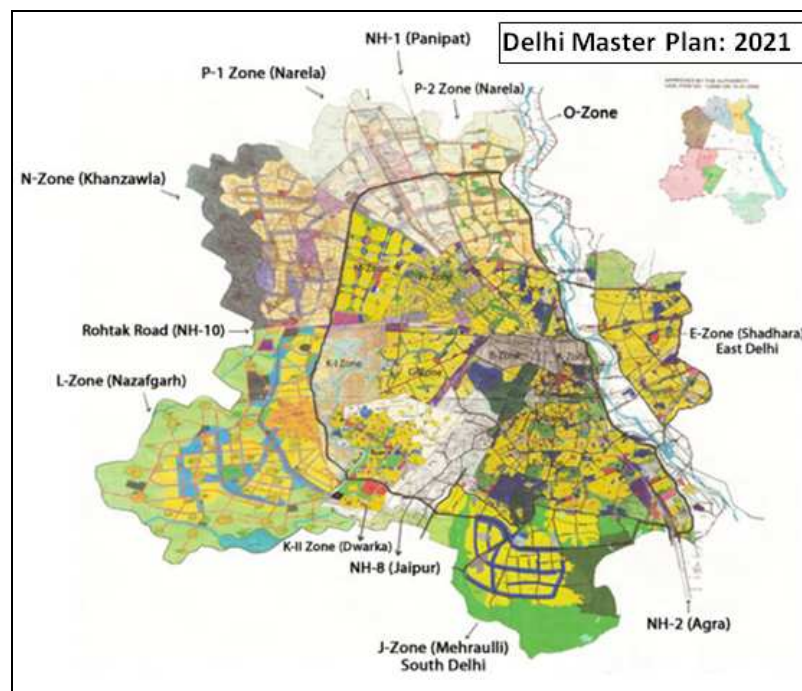 Delhi Master Plan: 2021
NH-1 (Panipat)
P-1 Zone (Narela)
P-2 Zone (Narela)
O-Zone
N-Zone (Khanzawla)
Rohtak Road (NH-10)
E-Zone (Shadhara)
East Delhi
K-I Zone
L-Zone (Nazafgarh)
K-II Zone (Dwarka)
NH-8 (Jaipur)
NH-2 (Agra)
J-Zone (Mehraulli)
South Delhi